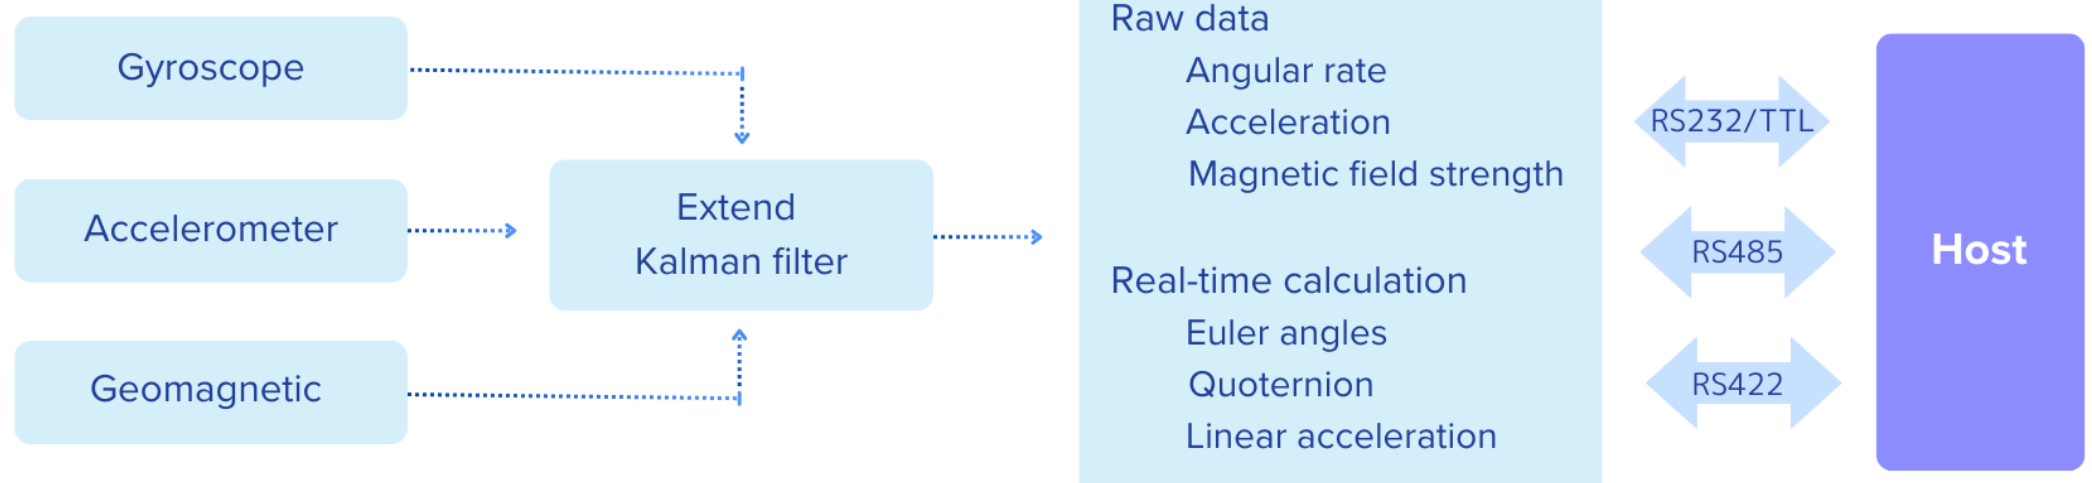 Gyroscope
Accelerometer
Geomagnetic
Extend
Kalman filter
Raw data
Angular rate
Acceleration
Magnetic field strength
Real-time calculation
Euler angles
Quoternion
Linear acceleration
RS232/TTL
RS485
RS422
Host